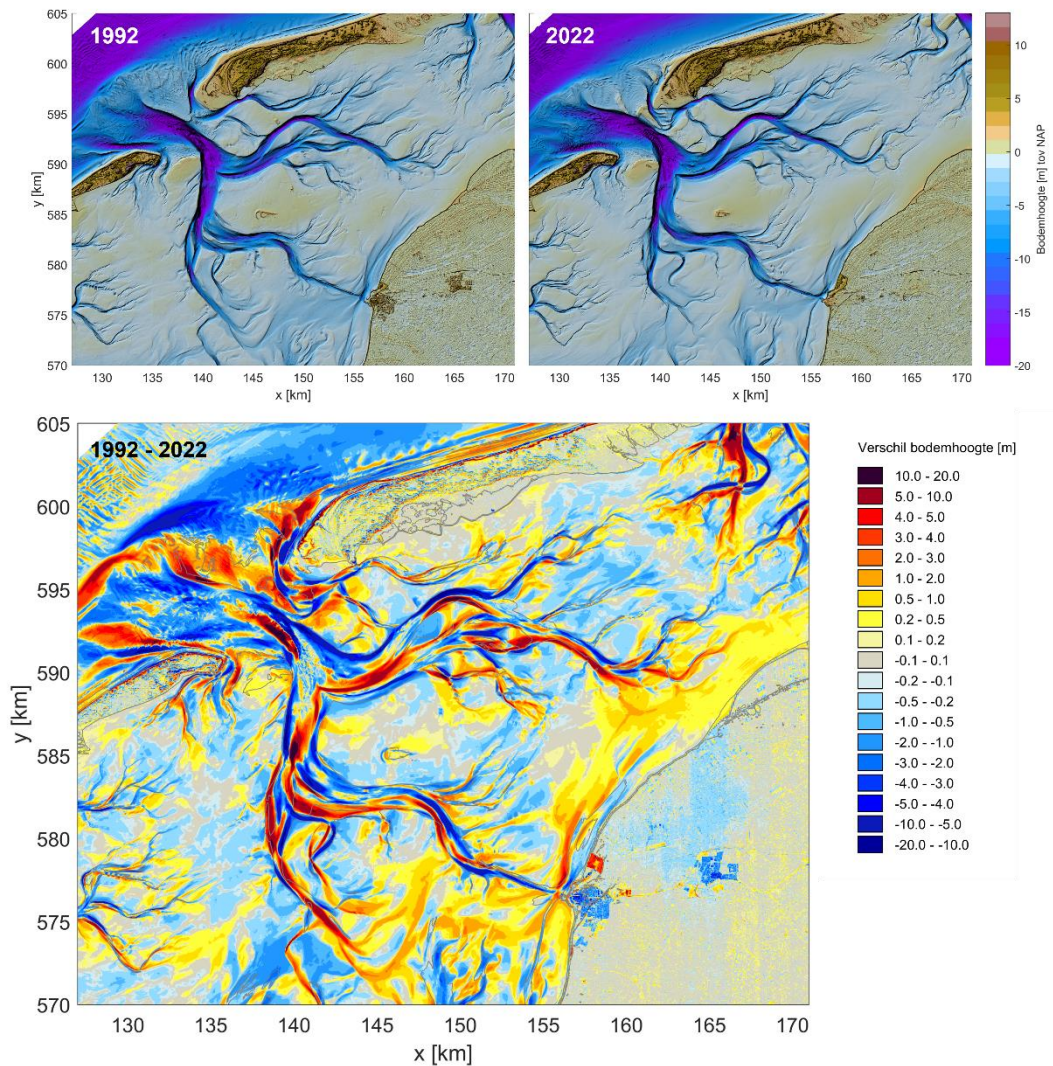 1992
2022
605
600
595
590
585
580
575
570
y [km]
130 135 140 145 150 155 160 165 170
x [km]
130 135 140 145 150 155 160 165 170
x [km]
10
5
0
-5
-10
-15
-20
Bodemhoogte [m] tov NAP
1992 - 2022
605
600
595
590
585
580
575
570
y [km]
130 135 140 145 150 155 160 165 170
x [km]
Verschil bodemhoogte [m]
10.0 - 20.0
5.0 - 10.0
4.0 - 5.0
3.0 - 4.0
2.0 - 3.0
1.0 - 2.0
0.5 - 1.0
0.2 - 0.5
0.1 - 0.2
-0.1 - 0.1
-0.2 - -0.1
-0.5 - -0.2
-1.0 - -0.5
-2.0 - -1.0
-3.0 - -2.0
-4.0 - -3.0
-5.0 - -4.0
-10.0 - -5.0
-20.0 - -10.0